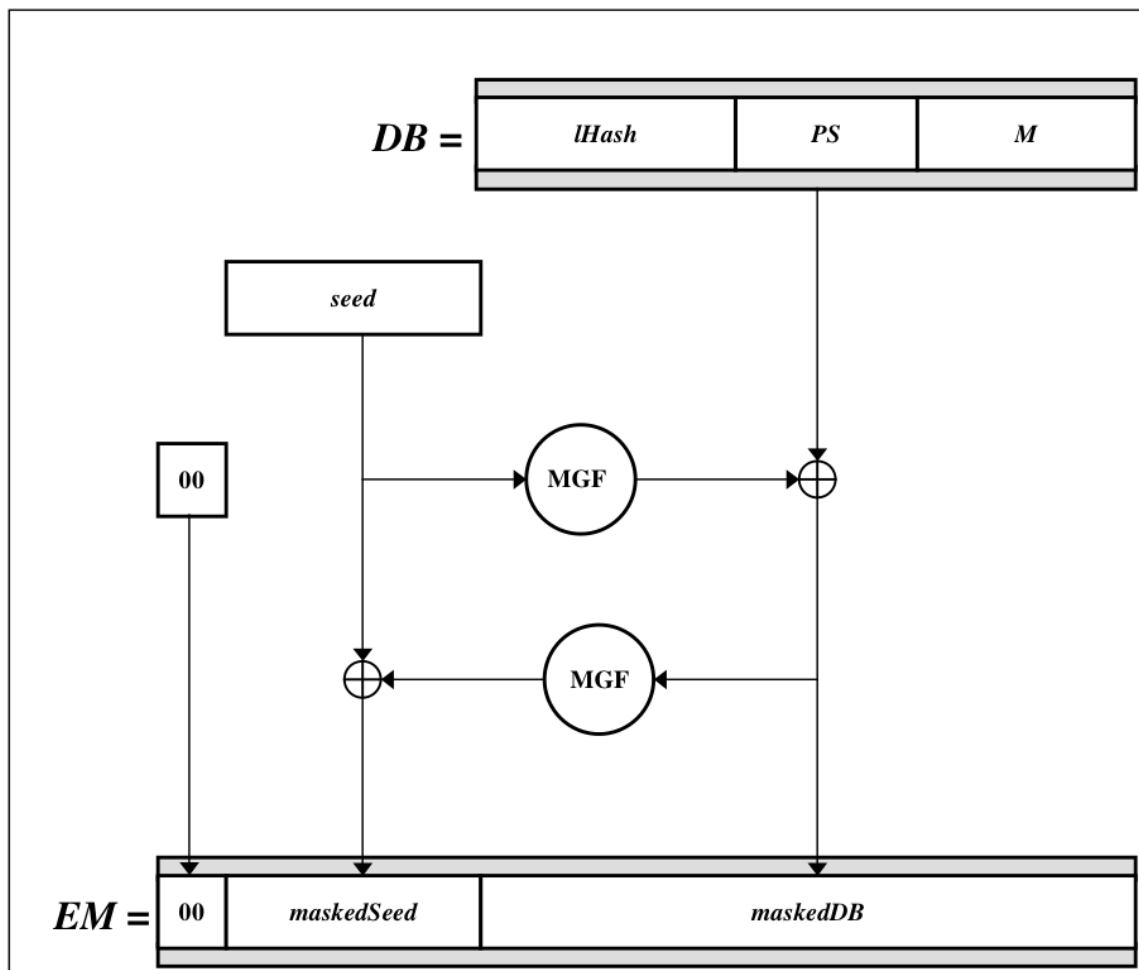 DB = lHash PS M
seed
00
MGF
MGF
EM = 00 maskedSeed maskedDB